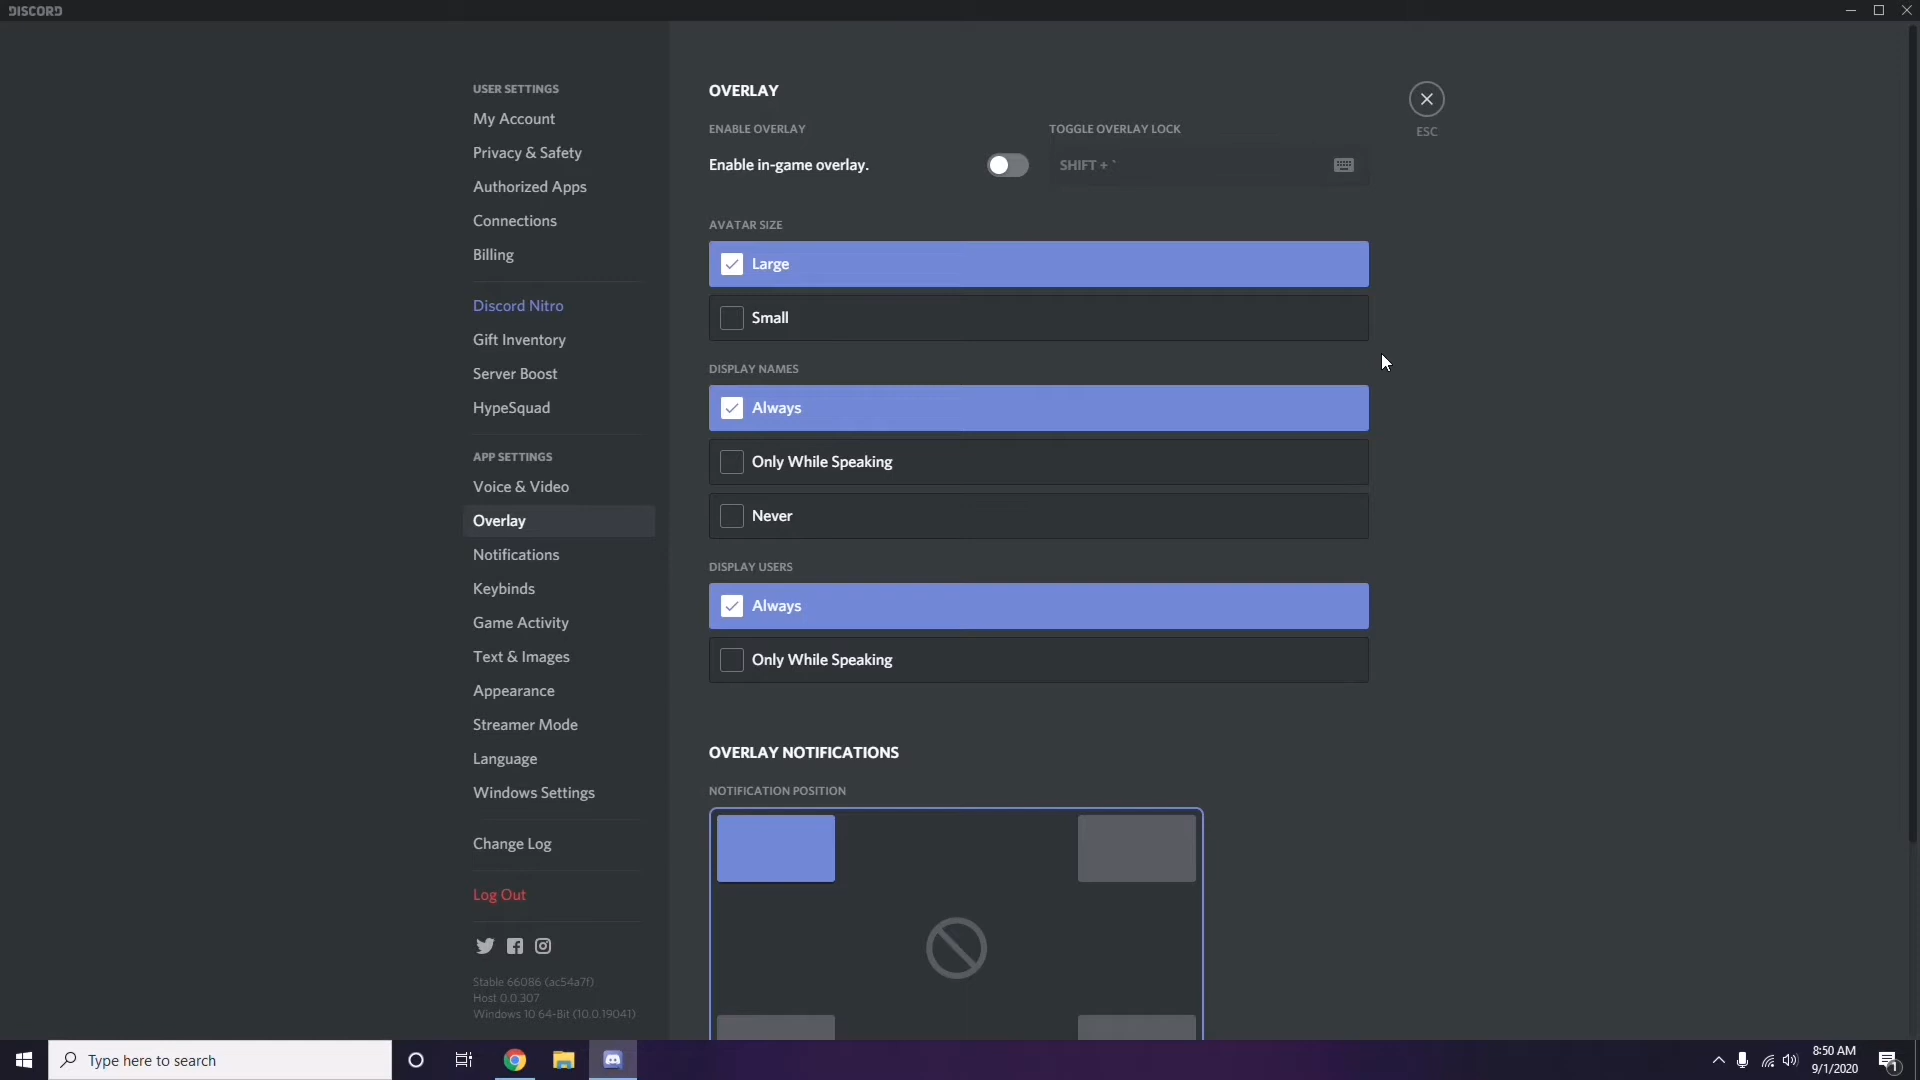 DISCORD
USER SETTINGS
My Account
Privacy & Safety
Authorized Apps
Connections
Billing
Discord Nitro
Gift Inventory
Server Boost
HypeSquad
APP SETTINGS
Voice & Video
Overlay
Notifications
Keybinds
Game Activity
Text & Images
Appearance
Streamer Mode
Language
Windows Settings
Change Log
Log Out
Stable 66086 (ac54a7f)
Host 0.0.307
Windows 10 64-Bit (10.0.19041)
OVERLAY
ENABLE OVERLAY
Enable in-game overlay.
TOGGLE OVERLAY LOCK
SHIFT + `
ESC
AVATAR SIZE
Large
Small
DISPLAY NAMES
Always
Only While Speaking
Never
DISPLAY USERS
Always
Only While Speaking
OVERLAY NOTIFICATIONS
NOTIFICATION POSITION
Type here to search
8:50 AM
9/1/2020
1